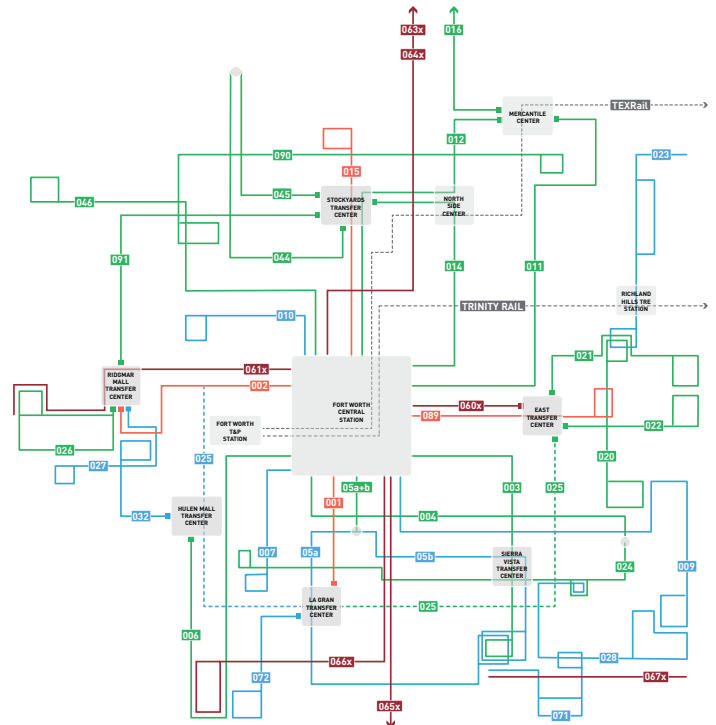 063x
016
064x
TEXRail
MERCANTILE
CENTER
012
090
023
015
045
046
STOCKYARDS
TRANSFER
CENTER
NORTH
SIDE
CENTER
044
091
014
011
RICHLAND
HILLS TRE
STATION
TRINITY RAIL
010
021
061x
RIDGMAR
MALL
TRANSFER
CENTER
002
FORT WORTH
CENTRAL
STATION
060x
089
EAST
TRANSFER
CENTER
022
FORT WORTH
T&P
STATION
026
027
025
020
05a+b
003
025
001
004
032
HULEN MALL
TRANSFER
CENTER
007
05a
05b
SIERRA
VISTA
TRANSFER
CENTER
024
009
LA GRAN
TRANSFER
CENTER
025
006
066x
028
072
067x
065x
071